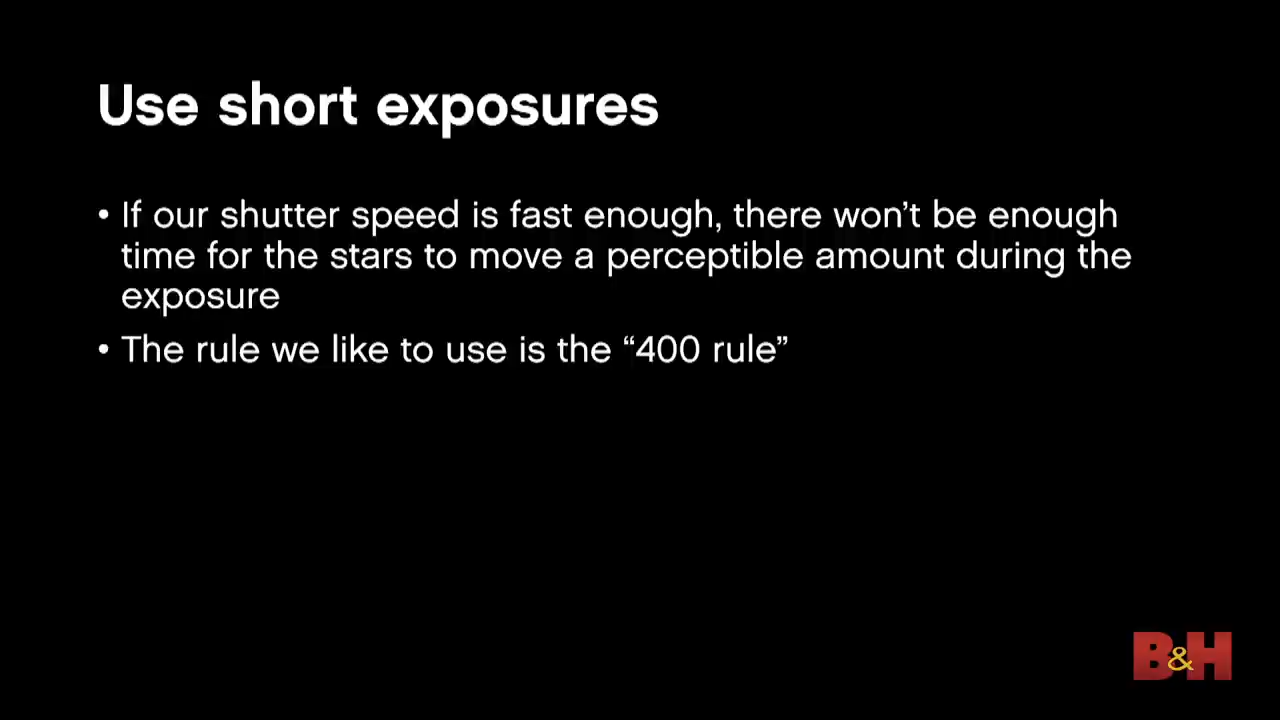 Use short exposures
• If our shutter speed is fast enough, there won’t be enough
time for the stars to move a perceptible amount during the
exposure
• The rule we like to use is the “400 rule”
B&H